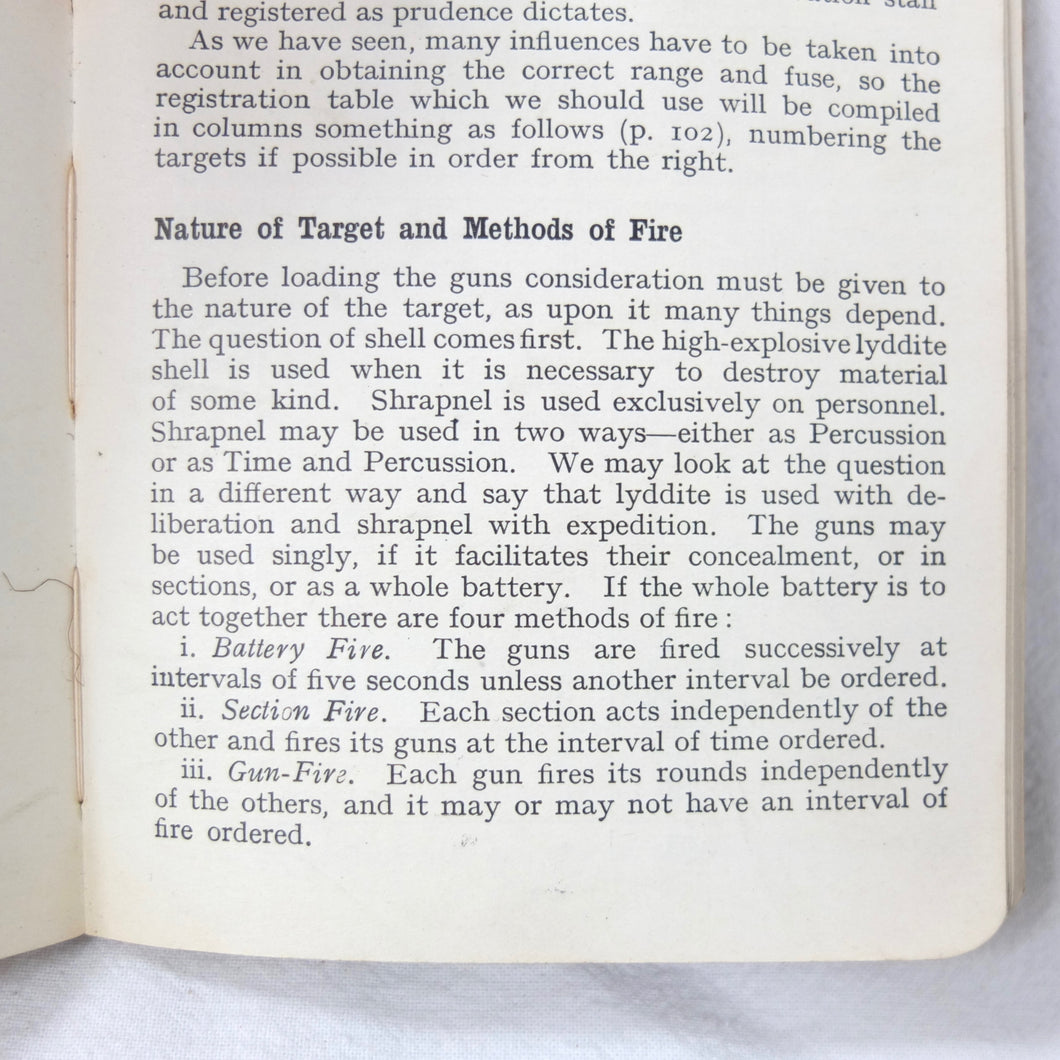 stall
and registered as prudence dictates.
As we have seen, many influences have to be taken into
account in obtaining the correct range and fuse, so the
registration table which we should use will be compiled
in columns something as follows (p. 102), numbering the
targets if possible in order from the right.
Nature of Target and Methods of Fire
Before loading the guns consideration must be given to
the nature of the target, as upon it many things depend.
The question of shell comes first. The high-explosive lyddite
shell is used when it is necessary to destroy material
of some kind. Shrapnel is used exclusively on personnel.
Shrapnel may be used in two ways—either as Percussion
or as Time and Percussion. We may look at the question
in a different way and say that lyddite is used with de-
liberation and shrapnel with expedition. The guns may
be used singly, if it facilitates their concealment, or in
sections, or as a whole battery. If the whole battery is to
act together there are four methods of fire :
i. Battery Fire. The guns are fired successively at
intervals of five seconds unless another interval be ordered.
ii. Section Fire. Each section acts independently of the
other and fires its guns at the interval of time ordered.
iii. Gun-Fire. Each gun fires its rounds independently
of the others, and it may or may not have an interval of
fire ordered.